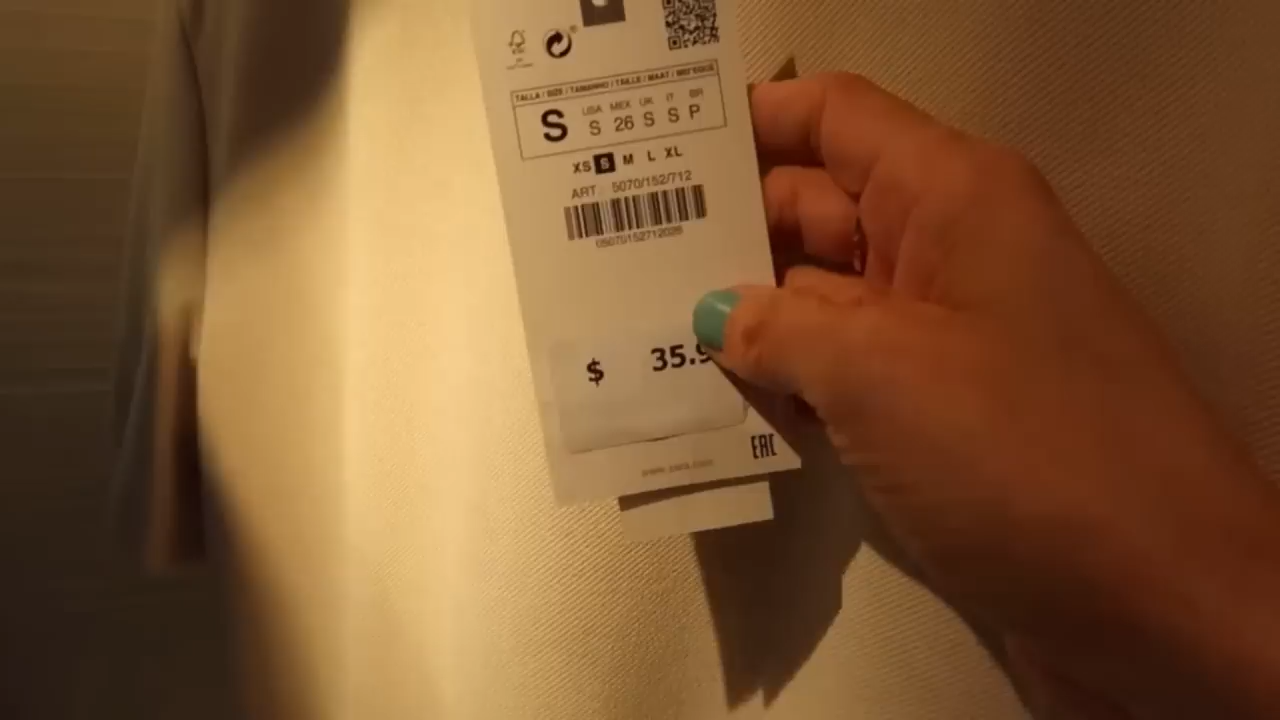 TALLA / SIZE / TAMANHO / TAILLE / MAAT /
S
USA MEX UK IT BR
S 26 S S P
XS S M L XL
ART : 5070/152/712
$ 35.9
EAC